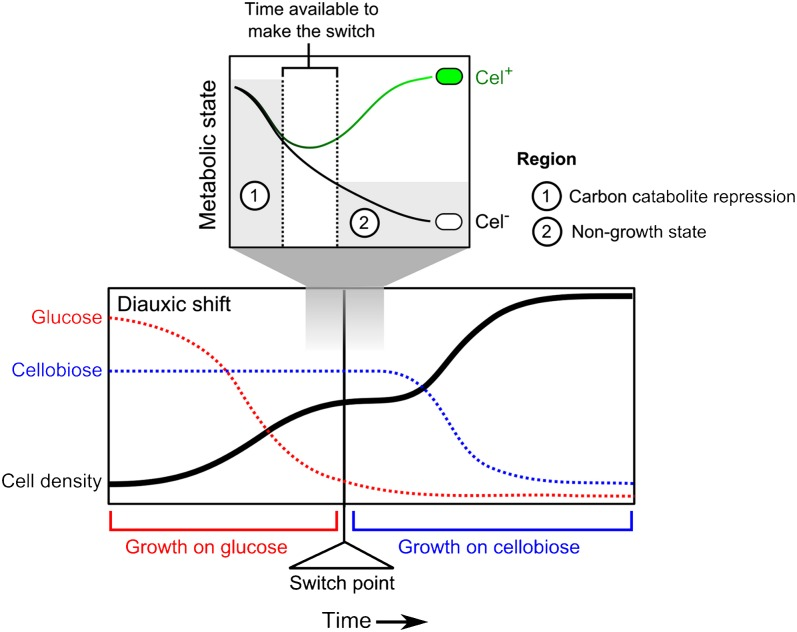 Time available to
make the switch
Metabolic state
Cel+
Cel-
1
2
Region
1 Carbon catabolite repression
2 Non-growth state
Diauxic shift
Glucose
Cellobiose
Cell density
Growth on glucose
Growth on cellobiose
Switch point
Time